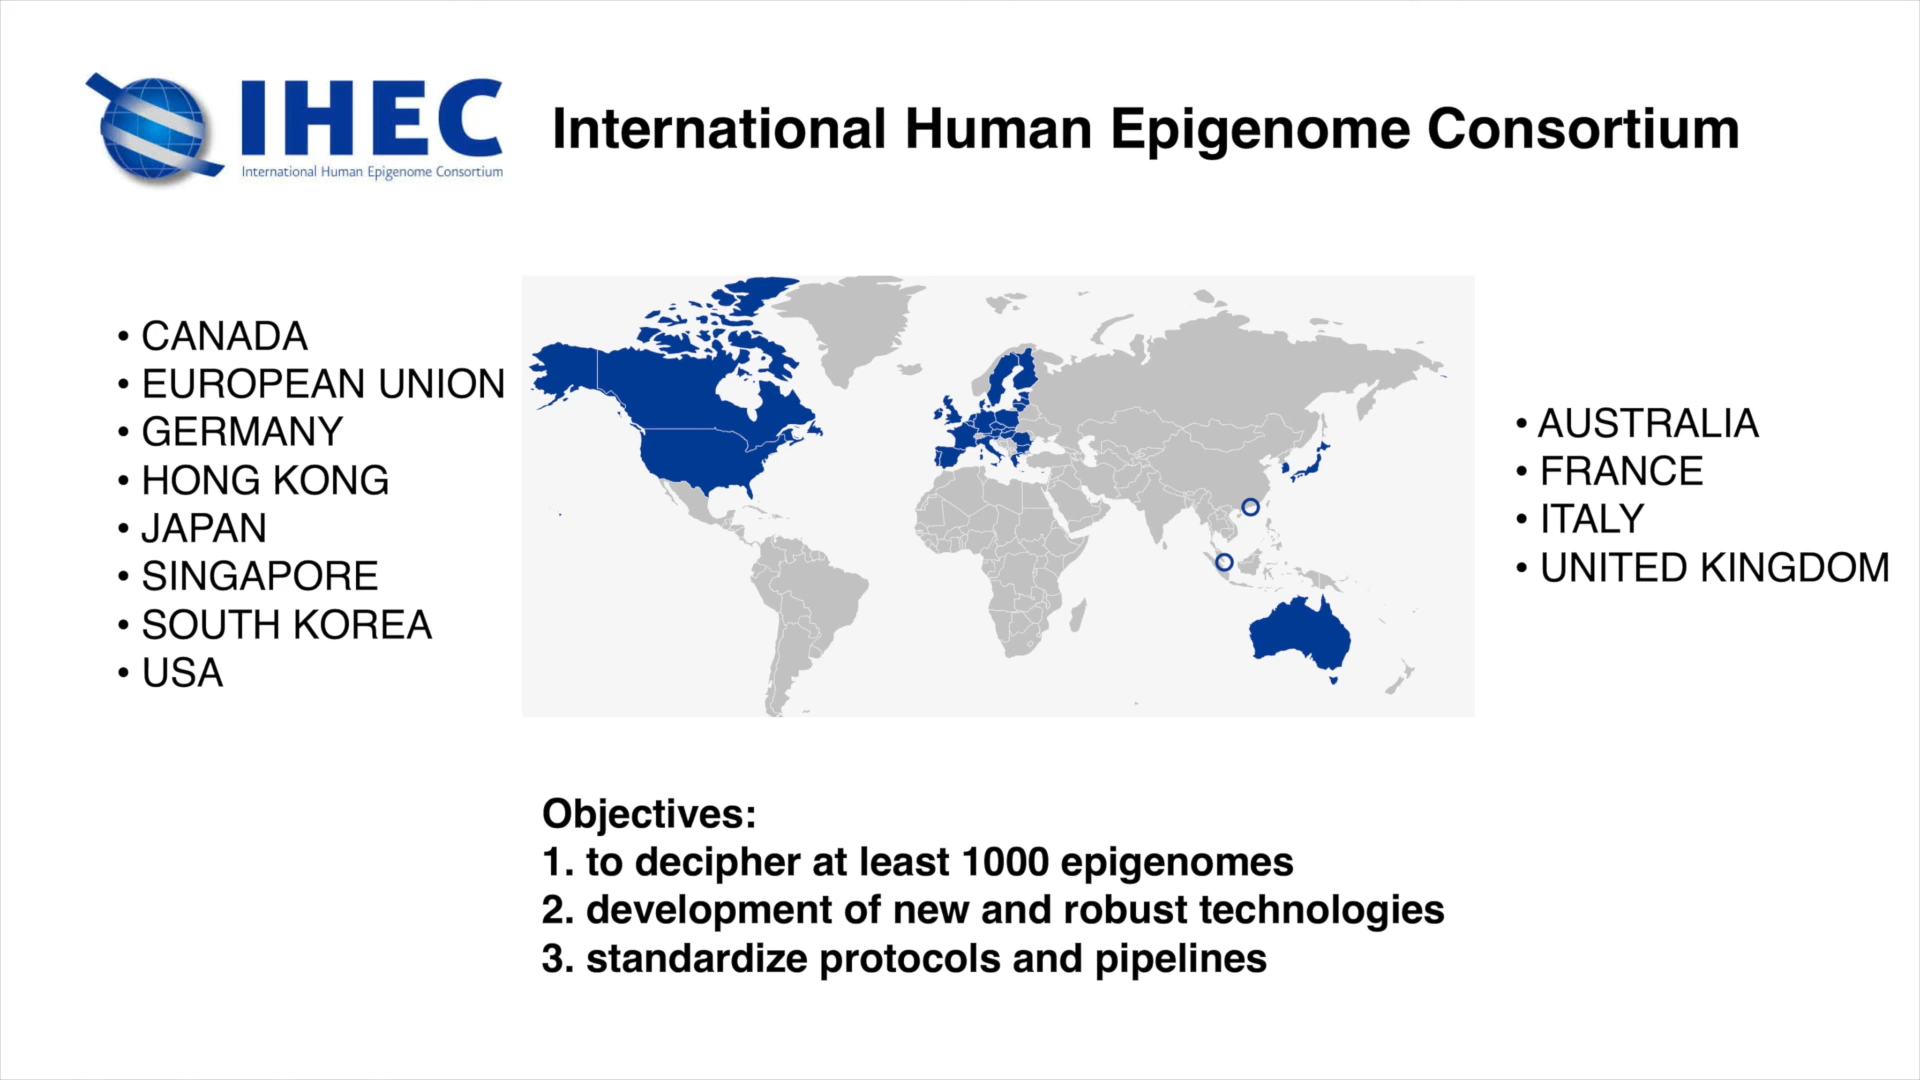 IHEC
International Human Epigenome Consortium
International Human Epigenome Consortium
• CANADA
• EUROPEAN UNION
• GERMANY
• HONG KONG
• JAPAN
• SINGAPORE
• SOUTH KOREA
• USA
• AUSTRALIA
• FRANCE
• ITALY
• UNITED KINGDOM
Objectives:
1. to decipher at least 1000 epigenomes
2. development of new and robust technologies
3. standardize protocols and pipelines